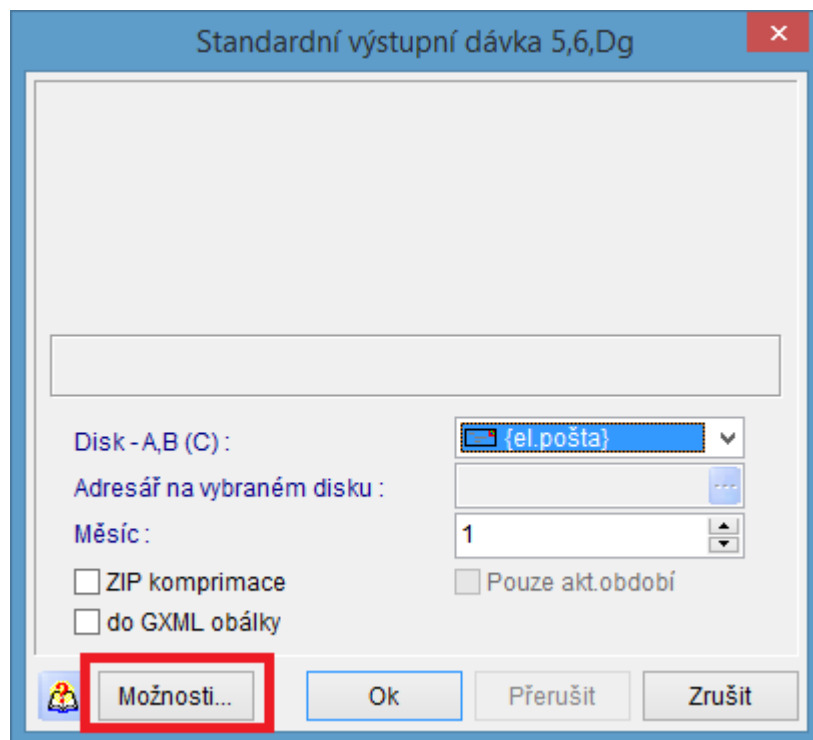 Standardní výstupní dávka 5,6,Dg
Disk - A,B (C) :
{el.pošta}
Adresář na vybraném disku :
...
Měsíc :
1
ZIP komprimace
Pouze akt.období
do GXML obálky
Možnosti...
Ok
Přerušit
Zrušit